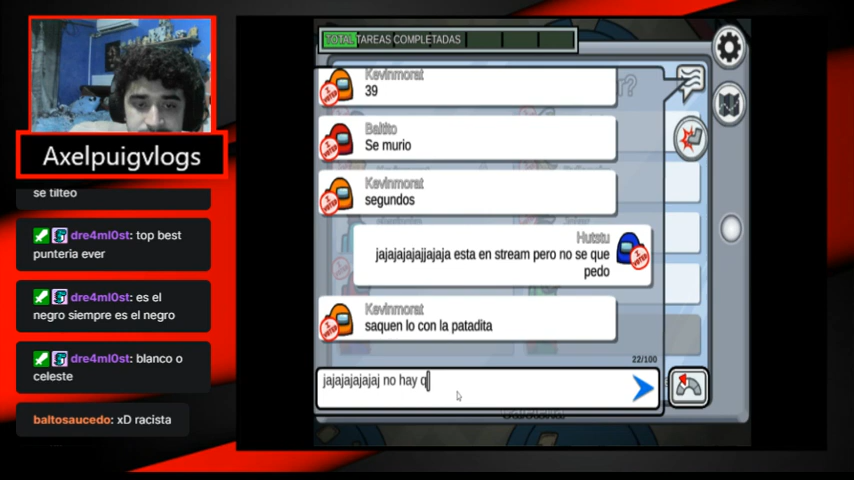 TOTAL TAREAS COMPLETADAS
Axelpuigvlogs
se tilteo
dre4ml0st: top best
punteria ever
dre4ml0st: es el
negro siempre es el negro
dre4ml0st: blanco o
celeste
baltosaucedo: xD racista
Kevinmorat
39
Baltito
Se murio
Kevinmorat
segundos
Hutstu
jajajajajajjajaja esta en stream pero no se que
pedo
Kevinmorat
saquen lo con la patadita
22/100
jajajajajajaj no hay q